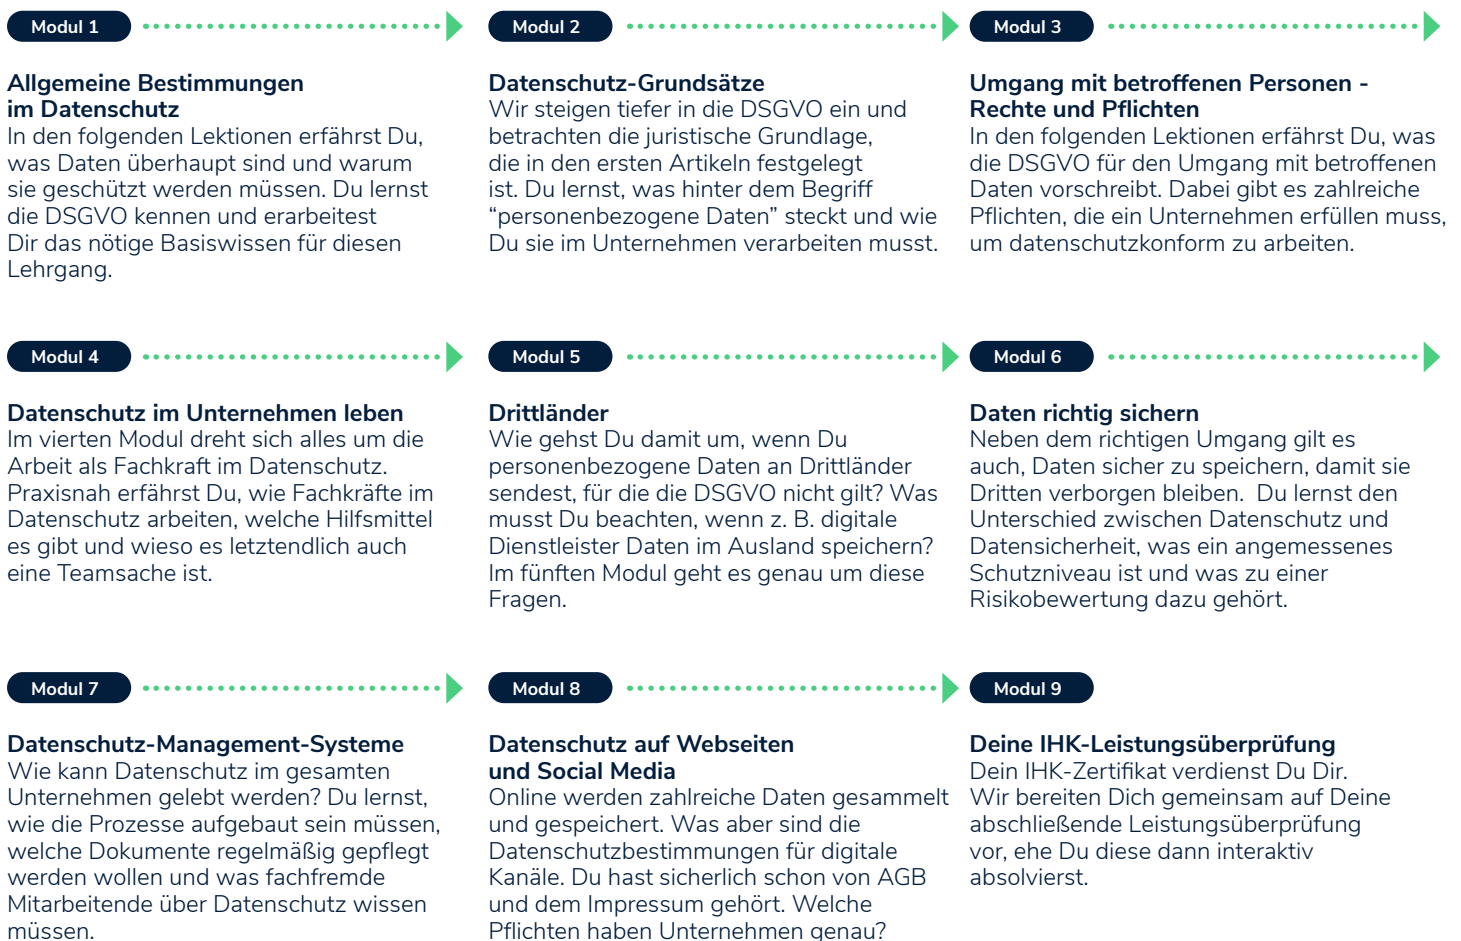 Modul 1
Allgemeine Bestimmungen
im Datenschutz
In den folgenden Lektionen erfährst Du,
was Daten überhaupt sind und warum
sie geschützt werden müssen. Du lernst
die DSGVO kennen und erarbeitest
Dir das nötige Basiswissen für diesen
Lehrgang.
Modul 2
Datenschutz-Grundsätze
Wir steigen tiefer in die DSGVO ein und
betrachten die juristische Grundlage,
die in den ersten Artikeln festgelegt
ist. Du lernst, was hinter dem Begriff
“personenbezogene Daten” steckt und wie
Du sie im Unternehmen verarbeiten musst.
Modul 3
Umgang mit betroffenen Personen -
Rechte und Pflichten
In den folgenden Lektionen erfährst Du, was
die DSGVO für den Umgang mit betroffenen
Daten vorschreibt. Dabei gibt es zahlreiche
Pflichten, die ein Unternehmen erfüllen muss,
um datenschutzkonform zu arbeiten.
Modul 4
Datenschutz im Unternehmen leben
Im vierten Modul dreht sich alles um die
Arbeit als Fachkraft im Datenschutz.
Praxisnah erfährst Du, wie Fachkräfte im
Datenschutz arbeiten, welche Hilfsmittel
es gibt und wieso es letztendlich auch
eine Teamsache ist.
Modul 5
Drittländer
Wie gehst Du damit um, wenn Du
personenbezogene Daten an Drittländer
sendest, für die die DSGVO nicht gilt? Was
musst Du beachten, wenn z. B. digitale
Dienstleister Daten im Ausland speichern?
Im fünften Modul geht es genau um diese
Fragen.
Modul 6
Daten richtig sichern
Neben dem richtigen Umgang gilt es
auch, Daten sicher zu speichern, damit sie
Dritten verborgen bleiben.  Du lernst den
Unterschied zwischen Datenschutz und
Datensicherheit, was ein angemessenes
Schutzniveau ist und was zu einer
Risikobewertung dazu gehört.
Modul 7
Datenschutz-Management-Systeme
Wie kann Datenschutz im gesamten
Unternehmen gelebt werden? Du lernst,
wie die Prozesse aufgebaut sein müssen,
welche Dokumente regelmäßig gepflegt
werden wollen und was fachfremde
Mitarbeitende über Datenschutz wissen
müssen.
Modul 8
Datenschutz auf Webseiten
und Social Media
Online werden zahlreiche Daten gesammelt
und gespeichert. Was aber sind die
Datenschutzbestimmungen für digitale
Kanäle. Du hast sicherlich schon von AGB
und dem Impressum gehört. Welche
Pflichten haben Unternehmen genau?
Modul 9
Deine IHK-Leistungsüberprüfung
Dein IHK-Zertifikat verdienst Du Dir.
Wir bereiten Dich gemeinsam auf Deine
abschließende Leistungsüberprüfung
vor, ehe Du diese dann interaktiv
absolvierst.